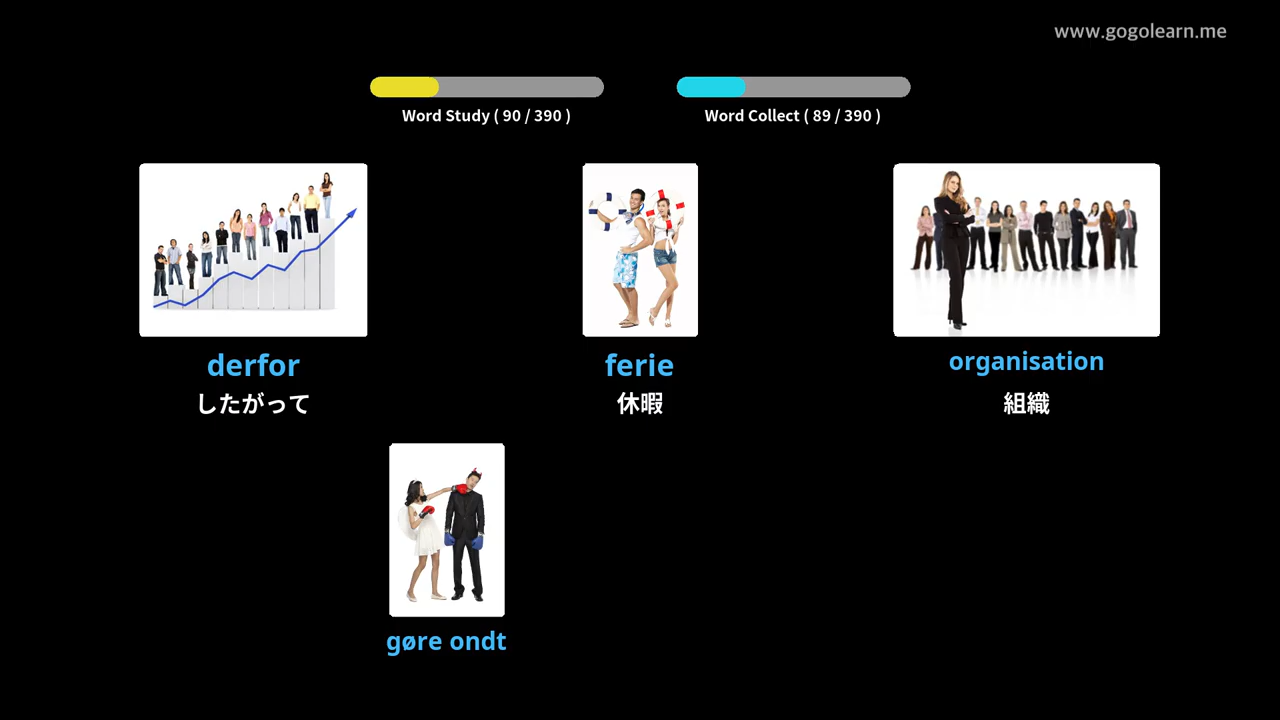 www.gogolearn.me
Word Study ( 90 / 390 )
Word Collect ( 89 / 390 )
derfor
ferie
organisation
したがって
休暇
組織
gøre ondt